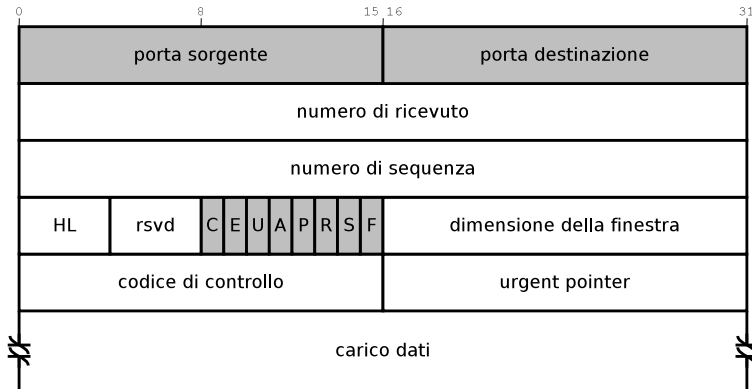 0 8 15 16 31
porta sorgente porta destinazione
numero di ricevuto
numero di sequenza
HL rsvd C E U A P R S F dimensione della finestra
codice di controllo urgent pointer
carico dati